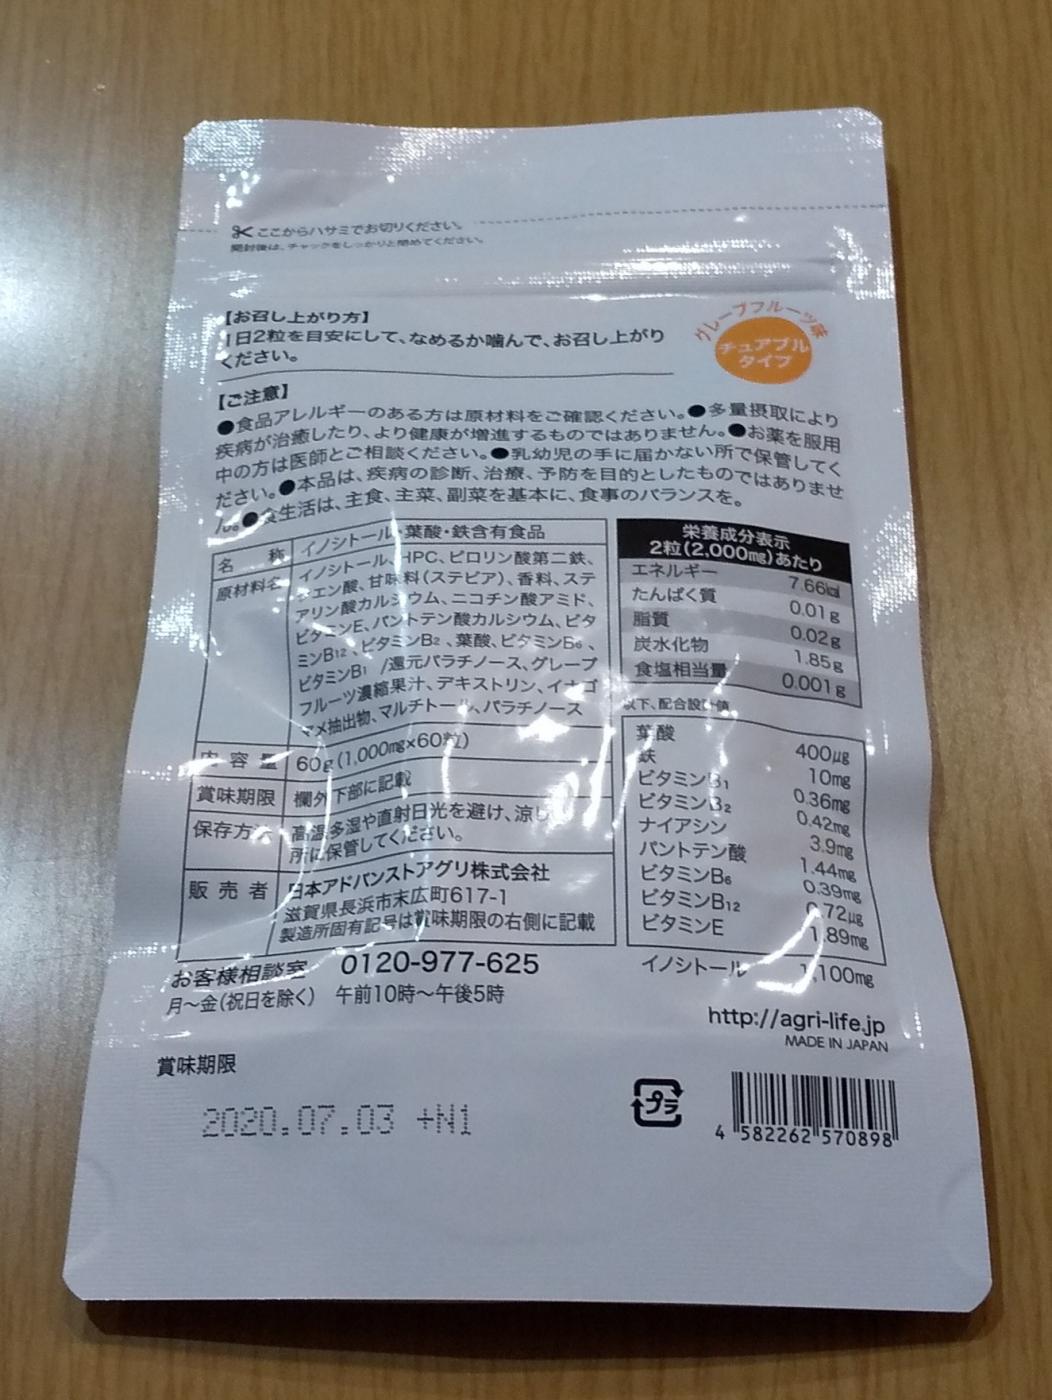 ここからハサミでお切りください。
開封後は、チャックをしっかりと閉めてください。
【お召し上がり方】
1日2粒を目安にして、なめるか噛んで、お召し上がり
ください。
グレープフルーツ味
チュアブル
タイプ
【ご注意】
●食品アレルギーのある方は原材料をご確認ください。●多量摂取により
疾病が治癒したり、より健康が増進するものではありません。●お薬を服用
中の方は医師とご相談ください。●乳幼児の手に届かない所で保管してく
ださい。●本品は、疾病の診断、治療、予防を目的としたものではありませ
ん。●食生活は、主食、主菜、副菜を基本に、食事のバランスを。
名 称 イノシトール・葉酸・鉄含有食品
原材料名 イノシトール、HPC、ピロリン酸第二鉄、
クエン酸、甘味料(ステビア)、香料、ステ
アリン酸カルシウム、ニコチン酸アミド、
ビタミンE、パントテン酸カルシウム、ビタ
ミンB12、ビタミンB2、葉酸、ビタミンB6、
ビタミンB1 /還元パラチノース、グレープ
フルーツ濃縮果汁、デキストリン、イナゴ
マメ抽出物、マルチトール、パラチノース
内 容 量 60g(1,000mg×60粒)
賞味期限 欄外下部に記載
保存方法 高温多湿や直射日光を避け、涼しい
所に保管してください。
販 売 者 日本アドバンストアグリ株式会社
滋賀県長浜市末広町617-1
製造所固有記号は賞味期限の右側に記載
栄養成分表示
2粒(2,000mg)あたり
エネルギー 7.66kcal
たんぱく質 0.01g
脂質 0.02g
炭水化物 1.85g
食塩相当量 0.001g
以下、配合設計値
葉酸 400μg
鉄 10mg
ビタミンB1 0.36mg
ビタミンB2 0.42mg
ナイアシン 3.9mg
パントテン酸 1.44mg
ビタミンB6 0.39mg
ビタミンB12 0.72μg
ビタミンE 1.89mg
イノシトール 1,100mg
お客様相談室 0120-977-625
月～金(祝日を除く) 午前10時～午後5時
http://agri-life.jp
MADE IN JAPAN
賞味期限
2020.07.03 +N1
プラ
4 582262 570898